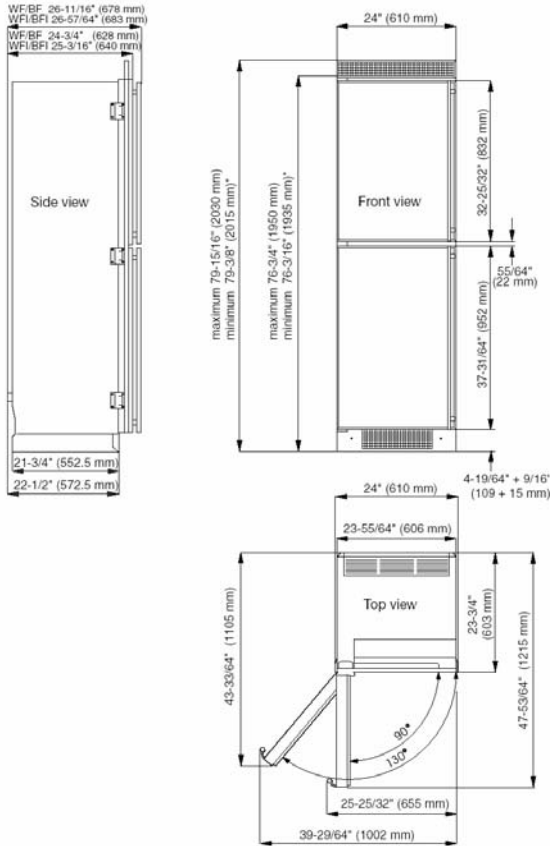 WF/BF 26-11/16" (678 mm)
WFI/BFI 26-57/64" (683 mm)
WF/BF 24-3/4" (628 mm)
WFI/BFI 25-3/16" (640 mm)
Side view
21-3/4" (552.5 mm)
22-1/2" (572.5 mm)
24" (610 mm)
maximum 79-15/16" (2030 mm)
minimum 79-3/8" (2015 mm)*
maximum 76-3/4" (1950 mm)
minimum 76-3/16" (1935 mm)*
Front view
32-25/32" (832 mm)
55/64"
(22 mm)
37-31/64" (952 mm)
4-19/64" + 9/16"
(109 + 15 mm)
24" (610 mm)
23-55/64" (606 mm)
Top view
43-33/64" (1105 mm)
23-3/4"
(603 mm)
47-53/64" (1215 mm)
90°
130°
25-25/32" (655 mm)
39-29/64" (1002 mm)